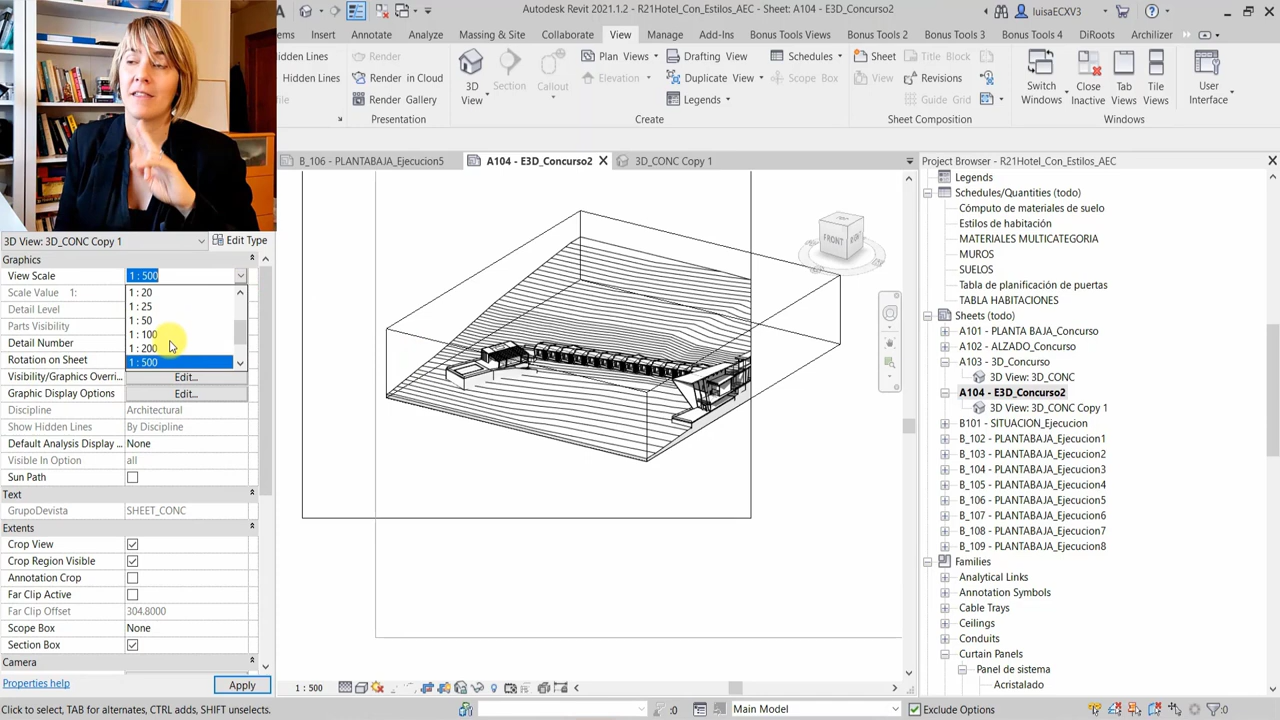 Autodesk Revit 2021.1.2 - R21Hotel_Con_Estilos_AEC - Sheet: A104 - E3D_Concurso2
luisaECXV3
Insert Annotate Analyze Massing & Site Collaborate View Manage Add-Ins Bonus Tools Views Bonus Tools 2 Bonus Tools 3 Bonus Tools 4 DiRoots Archilizer
Hidden Lines
Hidden Lines
Render
Render in Cloud
Render Gallery
Presentation
3D
View
Section
Callout
Plan Views
Elevation
Drafting View
Duplicate View
Legends
Schedules
Scope Box
Create
Sheet
View
Title Block
Revisions
Guide Grid
Sheet Composition
Switch
Windows
Close
Inactive
Tab
Views
Tile
Views
User
Interface
Windows
B_106 - PLANTABAJA_Ejecucion5
A104 - E3D_Concurso2
3D_CONC Copy 1
3D View: 3D_CONC Copy 1
Edit Type
Graphics
View Scale 1 : 500
Scale Value 1:
Detail Level
Parts Visibility
Detail Number
Rotation on Sheet
1 : 20
1 : 25
1 : 50
1 : 100
1 : 200
1 : 500
Visibility/Graphics Overri... Edit...
Graphic Display Options Edit...
Discipline Architectural
Show Hidden Lines By Discipline
Default Analysis Display ... None
Visible In Option all
Sun Path
Text
GrupoDevista SHEET_CONC
Extents
Crop View
Crop Region Visible
Annotation Crop
Far Clip Active
Far Clip Offset 304.8000
Scope Box None
Section Box
Camera
Properties help
Apply
FRONT
1 : 500
Project Browser - R21Hotel_Con_Estilos_AEC
Legends
Schedules/Quantities (todo)
Cómputo de materiales de suelo
Estilos de habitación
MATERIALES MULTICATEGORIA
MUROS
SUELOS
Tabla de planificación de puertas
TABLA HABITACIONES
Sheets (todo)
A101 - PLANTA BAJA_Concurso
A102 - ALZADO_Concurso
A103 - 3D_Concurso
3D View: 3D_CONC
A104 - E3D_Concurso2
3D View: 3D_CONC Copy 1
B101 - SITUACION_Ejecucion
B_102 - PLANTABAJA_Ejecucion1
B_103 - PLANTABAJA_Ejecucion2
B_104 - PLANTABAJA_Ejecucion3
B_105 - PLANTABAJA_Ejecucion4
B_106 - PLANTABAJA_Ejecucion5
B_107 - PLANTABAJA_Ejecucion6
B_108 - PLANTABAJA_Ejecucion7
B_109 - PLANTABAJA_Ejecucion8
Families
Analytical Links
Annotation Symbols
Cable Trays
Ceilings
Conduits
Curtain Panels
Panel de sistema
Acristalado
Click to select, TAB for alternates, CTRL adds, SHIFT unselects.
:0
Main Model
Exclude Options
:0